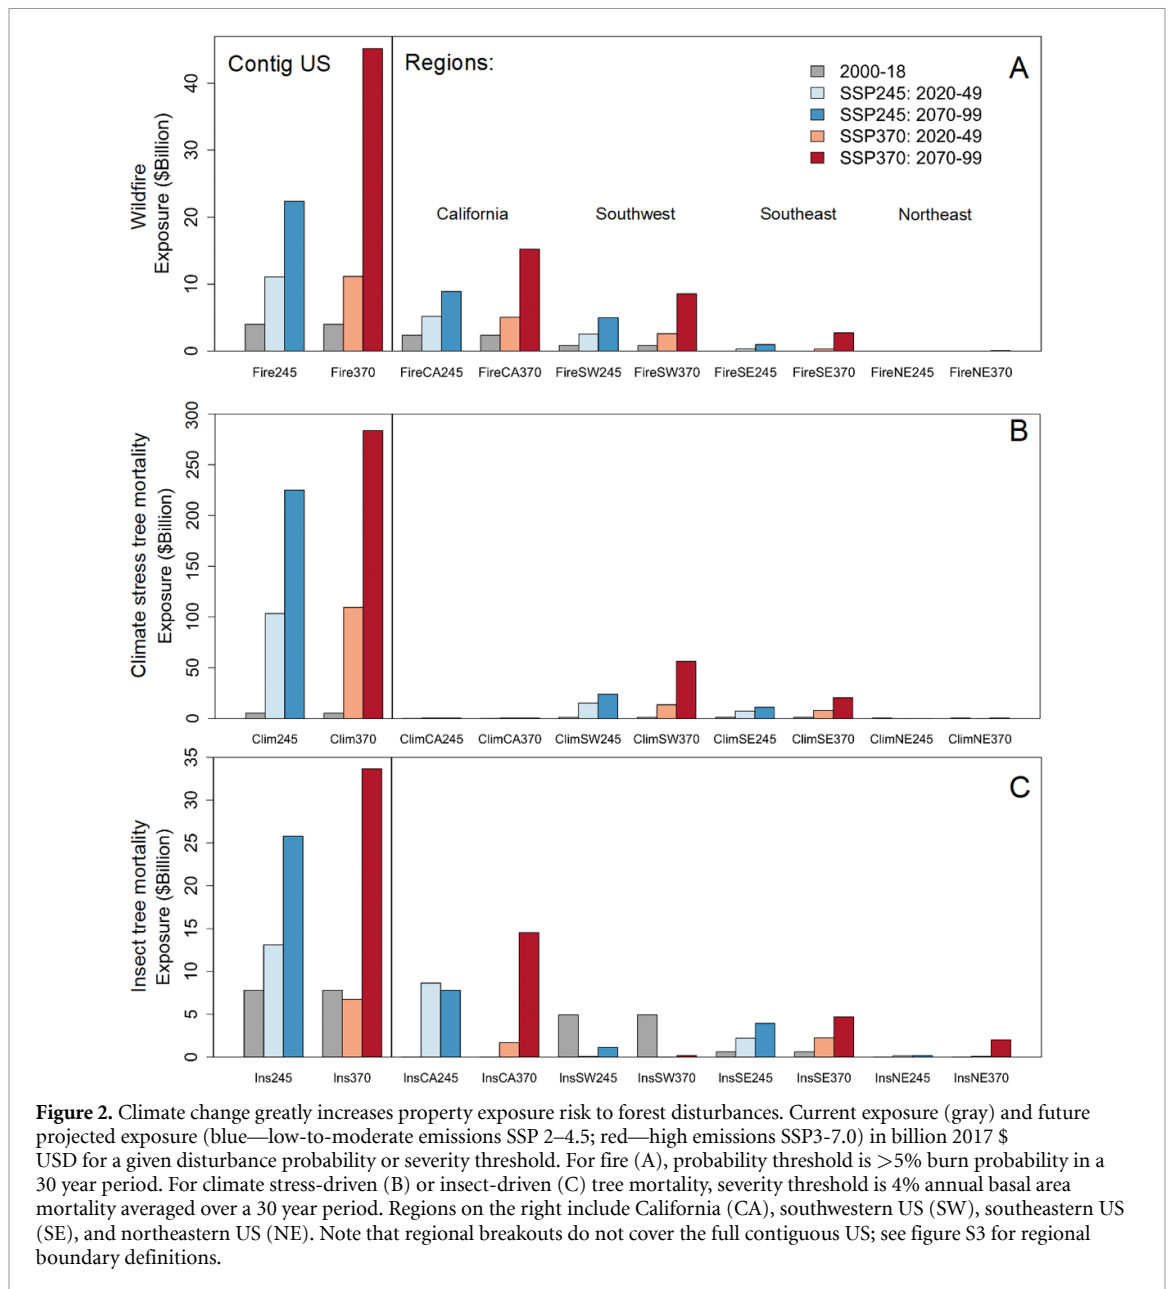 Contig US
Regions:
A
2000-18
SSP245: 2020-49
SSP245: 2070-99
SSP370: 2020-49
SSP370: 2070-99
Wildfire
Exposure ($Billion)
40
30
20
10
0
California
Southwest
Southeast
Northeast
Fire245
Fire370
FireCA245
FireCA370
FireSW245
FireSW370
FireSE245
FireSE370
FireNE245
FireNE370
B
Climate stress tree mortality
Exposure ($Billion)
300
250
200
150
100
50
0
Clim245
Clim370
ClimCA245
ClimCA370
ClimSW245
ClimSW370
ClimSE245
ClimSE370
ClimNE245
ClimNE370
C
Insect tree mortality
Exposure ($Billion)
35
30
25
20
15
10
5
0
Ins245
Ins370
InsCA245
InsCA370
InsSW245
InsSW370
InsSE245
InsSE370
InsNE245
InsNE370
Figure 2. Climate change greatly increases property exposure risk to forest disturbances. Current exposure (gray) and future
projected exposure (blue—low-to-moderate emissions SSP 2–4.5; red—high emissions SSP3-7.0) in billion 2017 $
USD for a given disturbance probability or severity threshold. For fire (A), probability threshold is >5% burn probability in a
30 year period. For climate stress-driven (B) or insect-driven (C) tree mortality, severity threshold is 4% annual basal area
mortality averaged over a 30 year period. Regions on the right include California (CA), southwestern US (SW), southeastern US
(SE), and northeastern US (NE). Note that regional breakouts do not cover the full contiguous US; see figure S3 for regional
boundary definitions.